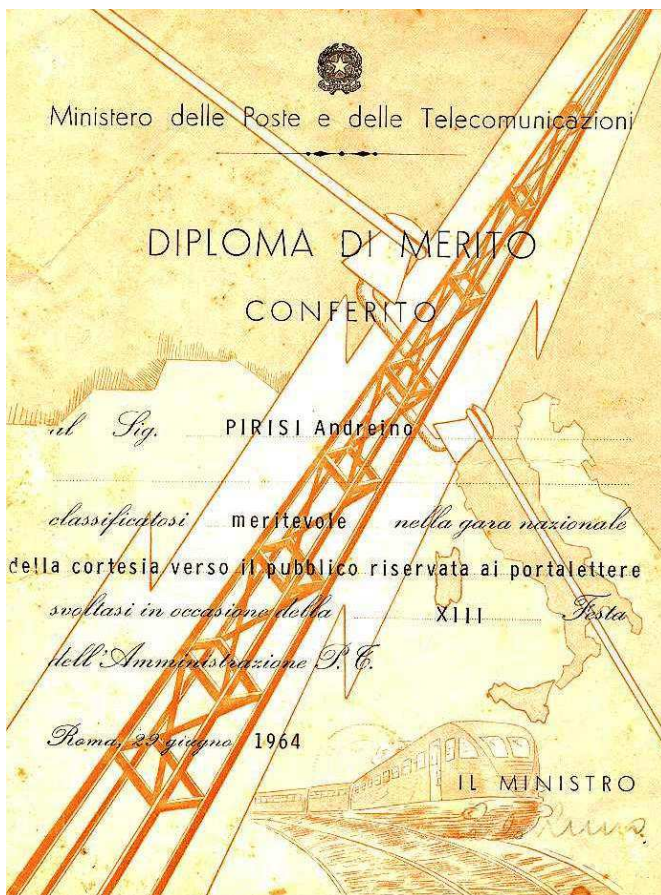 Ministero delle Poste e delle Telecomunicazioni
DIPLOMA DI MERITO
CONFERITO
al Sig. PIRISI Andreino
classificatosi meritevole nella gara nazionale
della cortesia verso il pubblico riservata ai portalettere
svoltasi in occasione della XIII Festa
dell'Amministrazione P. T.
Roma, 29 giugno 1964
IL MINISTRO